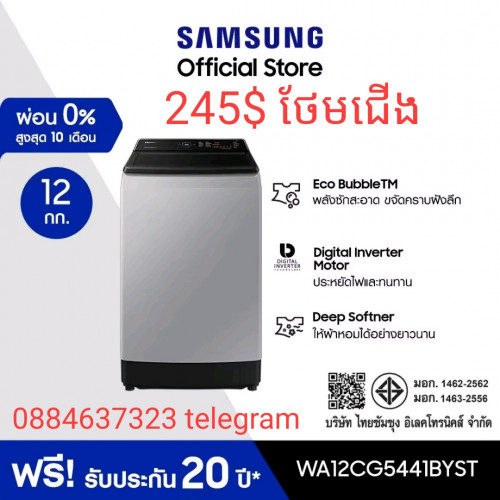 SAMSUNG
Official Store
245$ ថែមជើង
ผ่อน 0%
สูงสุด 10 เดือน
12
กก.
Eco BubbleTM
พลังซักสะอาด ขจัดคราบฝังลึก
DIGITAL
INVERTER
Digital Inverter
Motor
ประหยัดไฟและทนทาน
Deep Softner
ให้ผ้าหอมได้อย่างยาวนาน
มอก. 1462-2562
มอก. 1463-2556
บริษัท ไทยซัมซุง อิเลคโทรนิคส์ จำกัด
0884637323 telegram
ฟรี! รับประกัน 20 ปี*
WA12CG5441BYST